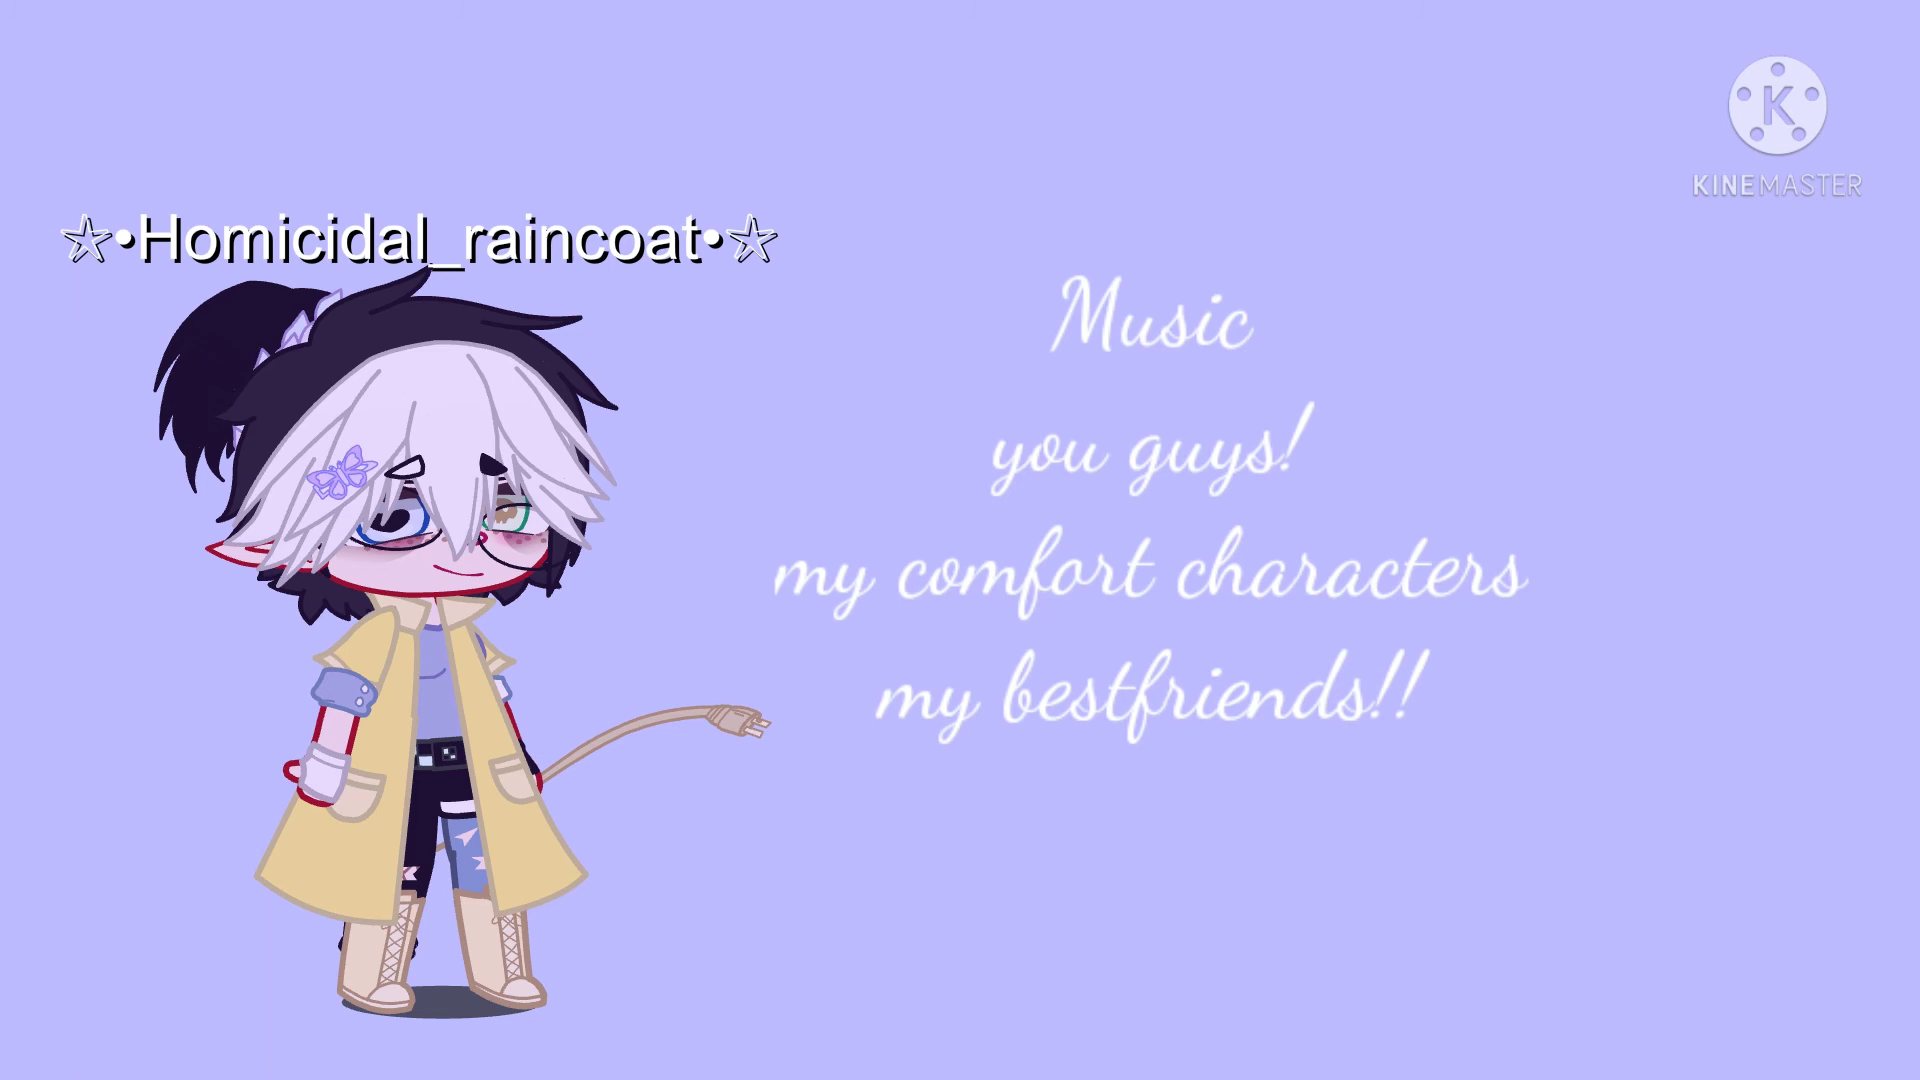 K
KINEMASTER
☆•Homicidal_raincoat•☆
Music
you guys!
my comfort characters
my bestfriends!!